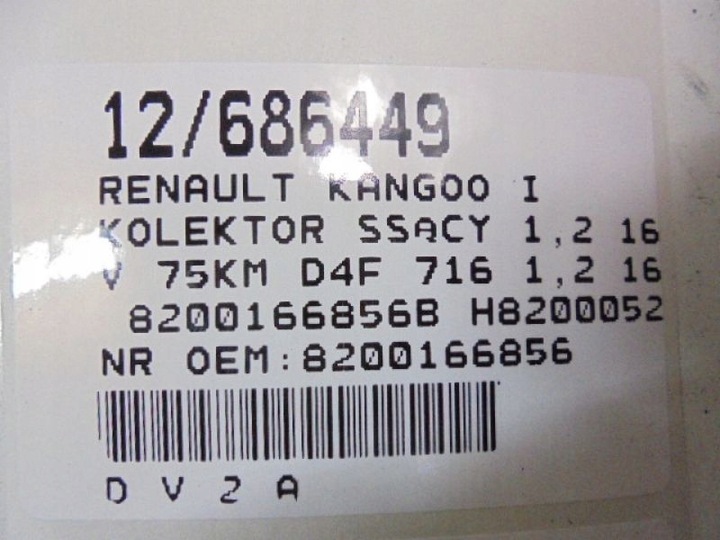 12/686449
RENAULT KANGOO I
KOLEKTOR SSĄCY 1,2 16
V 75KM D4F 716 1,2 16
8200166856B H8200052
NR OEM:8200166856
D V 2 A